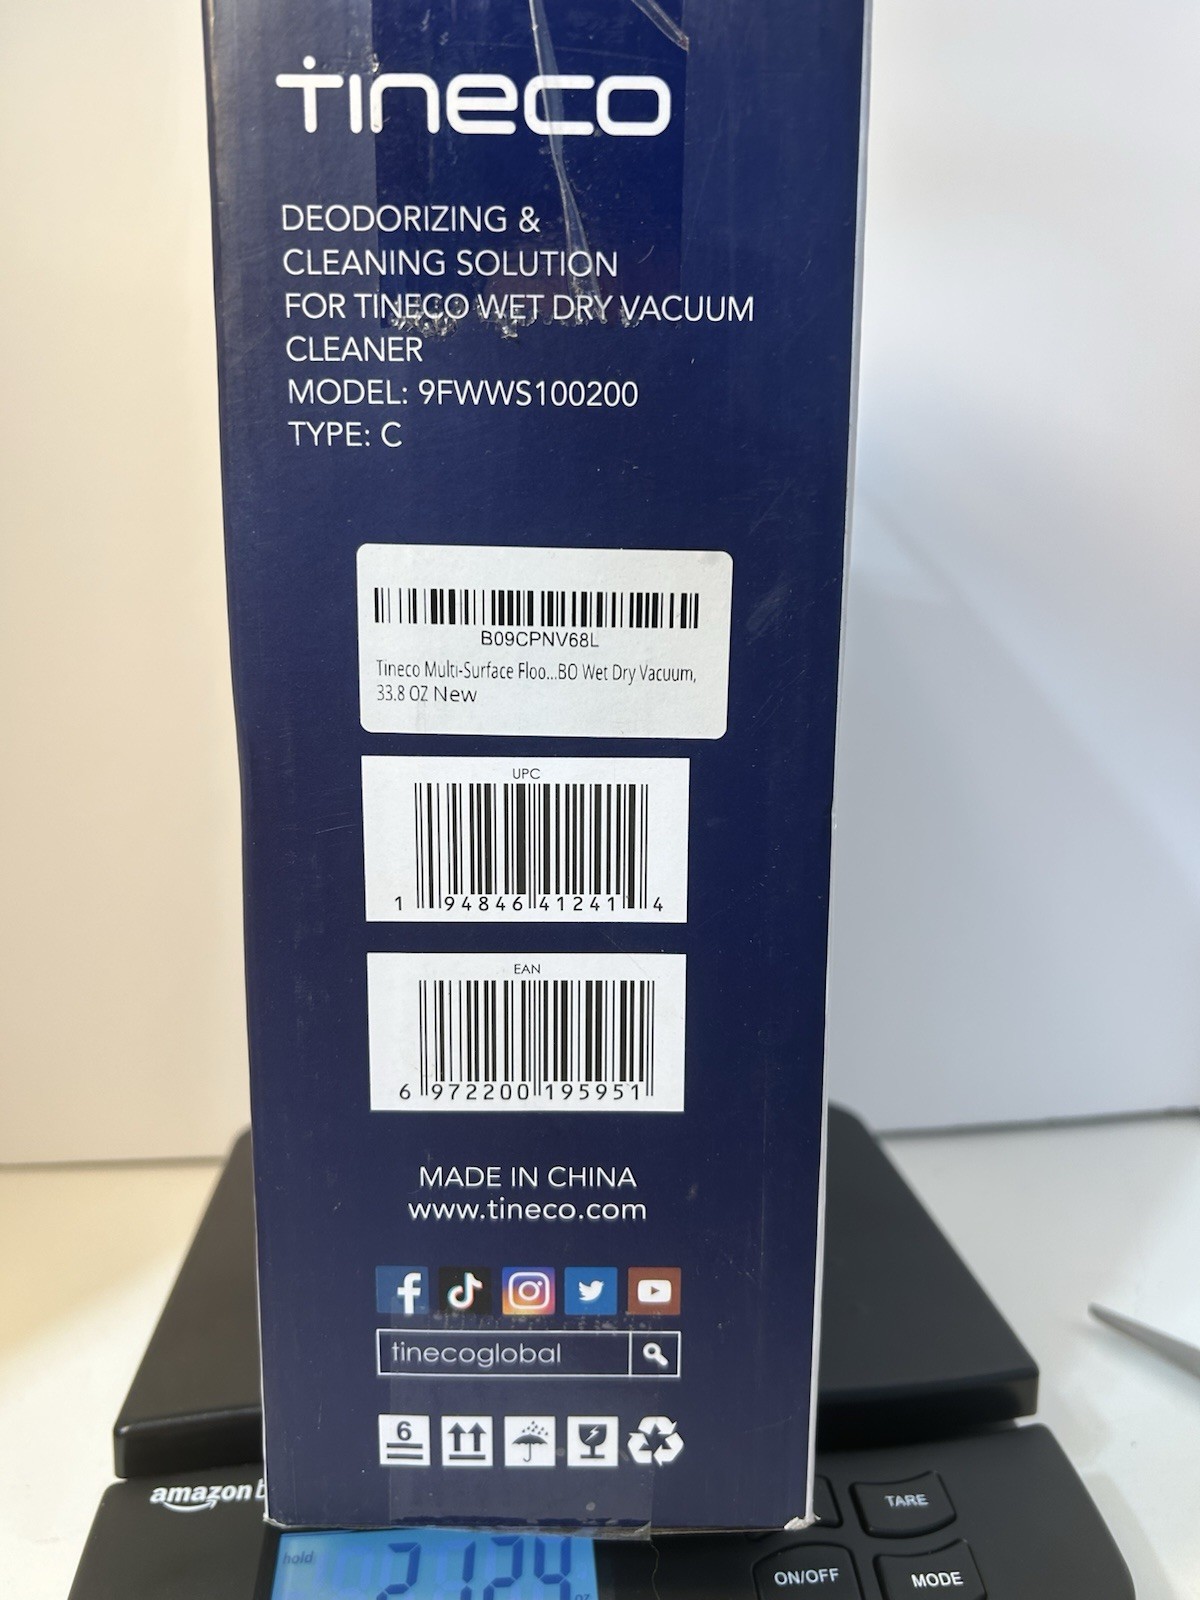 Tineco
DEODORIZING &
CLEANING SOLUTION
FOR TINECO WET DRY VACUUM
CLEANER
MODEL: 9FWWS100200
TYPE: C
B09CPNV68L
Tineco Multi-Surface Floo...BO Wet Dry Vacuum,
33.8 OZ New
UPC
1 94846 41241 4
EAN
6 972200 195951
MADE IN CHINA
www.tineco.com
tinecoglobal
6
amazon
TARE
hold
oz
ON/OFF
MODE